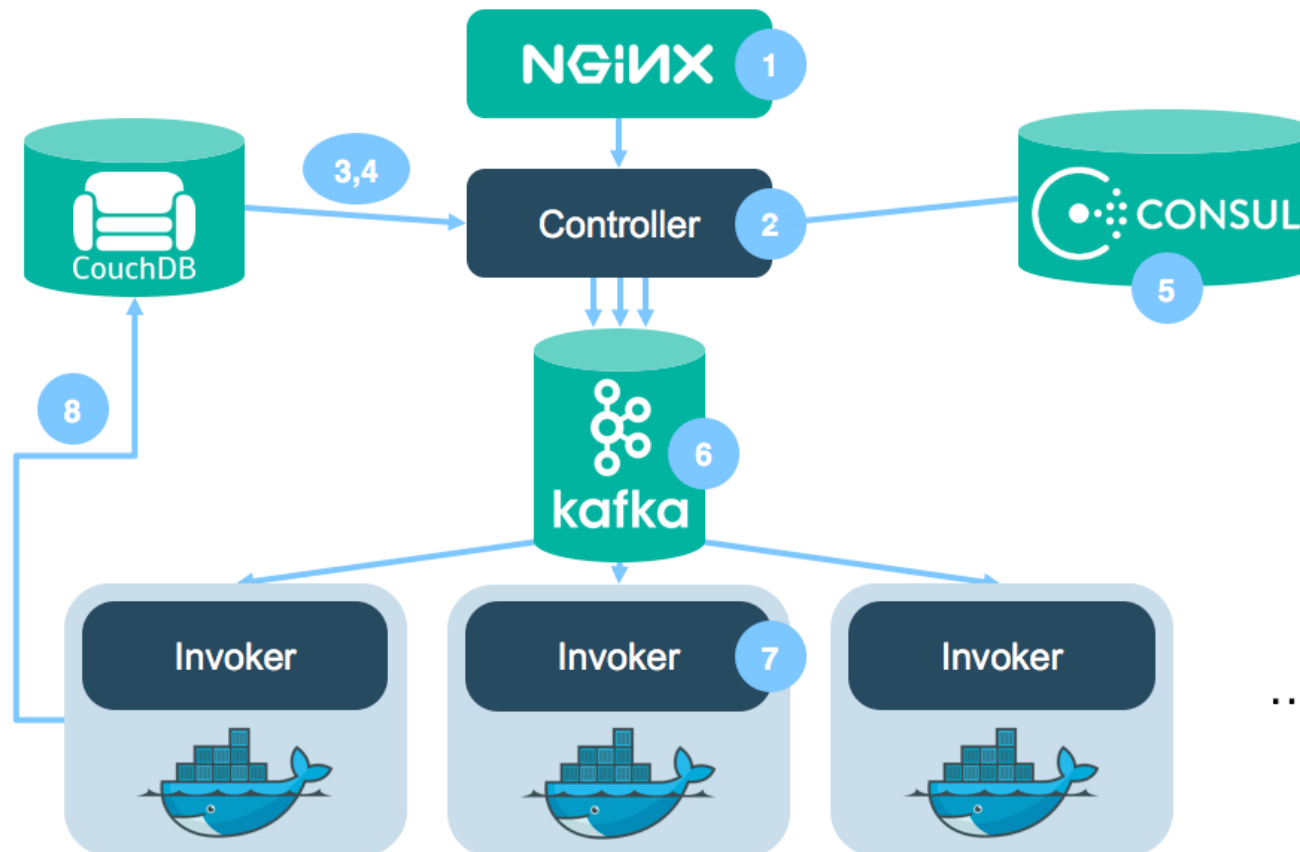 NGiNX
1
3,4
CouchDB
Controller
2
CONSUL
5
8
6
kafka
Invoker
Invoker
7
Invoker
..